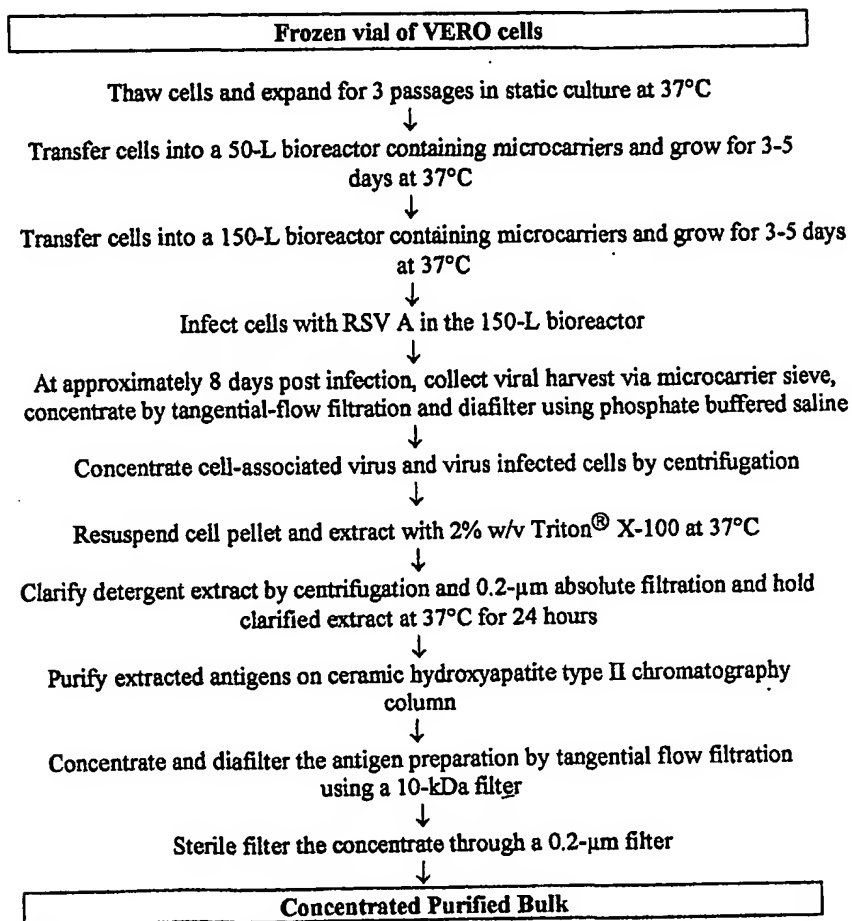 Frozen vial of VERO cells
Thaw cells and expand for 3 passages in static culture at 37°C
↓
Transfer cells into a 50-L bioreactor containing microcarriers and grow for 3-5
days at 37°C
↓
Transfer cells into a 150-L bioreactor containing microcarriers and grow for 3-5 days
at 37°C
↓
Infect cells with RSV A in the 150-L bioreactor
↓
At approximately 8 days post infection, collect viral harvest via microcarrier sieve,
concentrate by tangential-flow filtration and diafilter using phosphate buffered saline
↓
Concentrate cell-associated virus and virus infected cells by centrifugation
↓
Resuspend cell pellet and extract with 2% w/v Triton® X-100 at 37°C
↓
Clarify detergent extract by centrifugation and 0.2-μm absolute filtration and hold
clarified extract at 37°C for 24 hours
↓
Purify extracted antigens on ceramic hydroxyapatite type II chromatography
column
↓
Concentrate and diafilter the antigen preparation by tangential flow filtration
using a 10-kDa filter
↓
Sterile filter the concentrate through a 0.2-μm filter
↓
Concentrated Purified Bulk